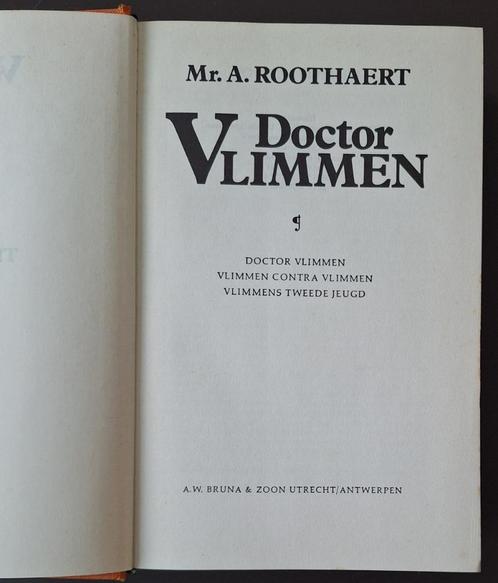 Mr. A. ROOTHAERT
Doctor
VLIMMEN
¶
DOCTOR VLIMMEN
VLIMMEN CONTRA VLIMMEN
VLIMMENS TWEEDE JEUGD
A.W. BRUNA & ZOON UTRECHT/ANTWERPEN